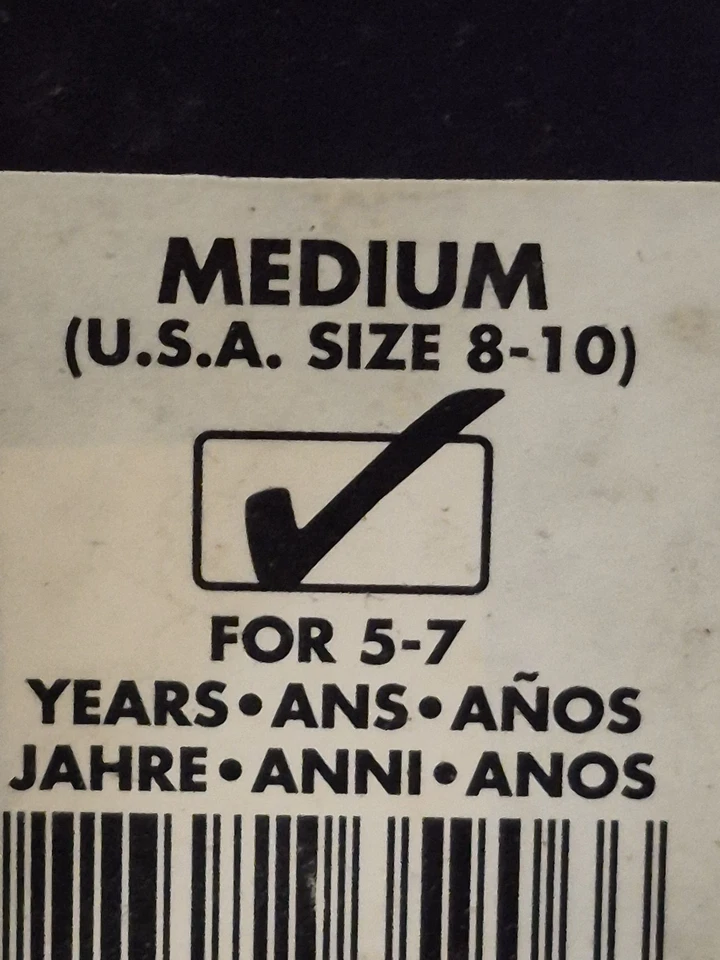 MEDIUM
(U.S.A. SIZE 8-10)
FOR 5-7
YEARS•ANS•AÑOS
JAHRE•ANNI•ANOS